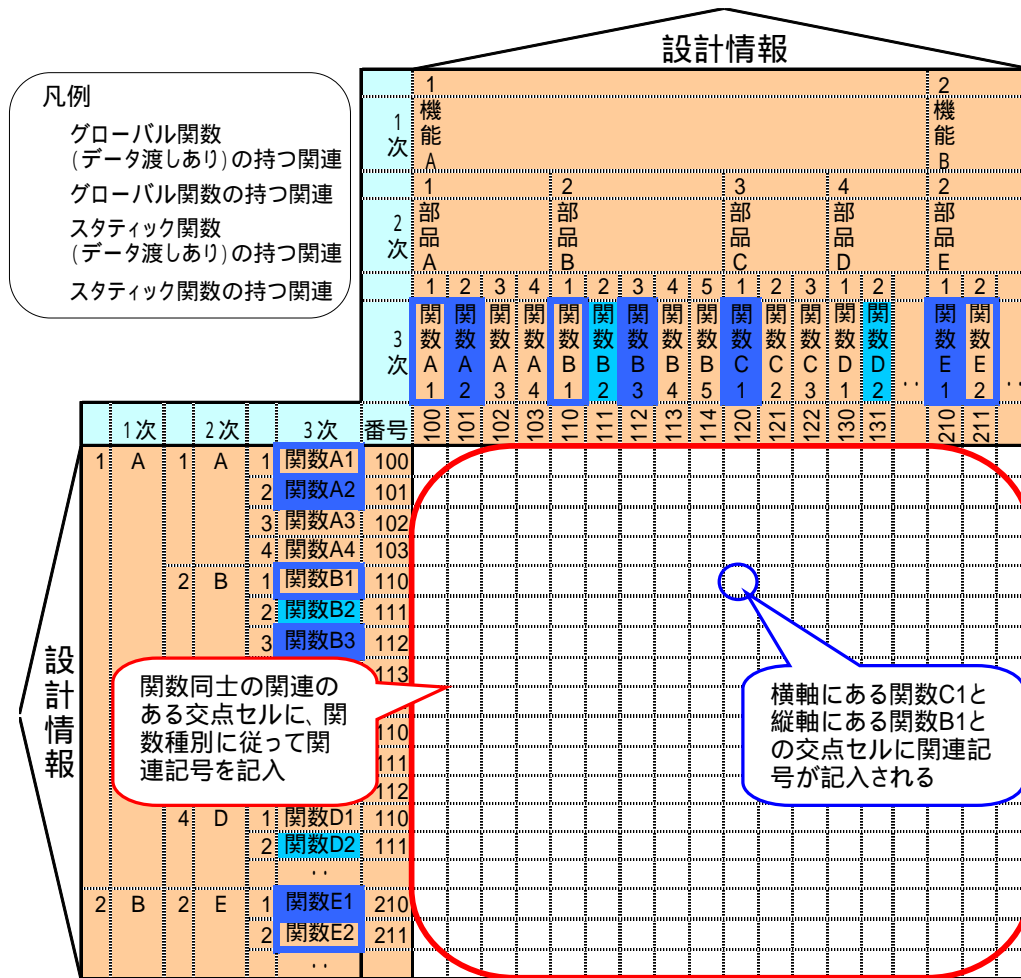 設計情報
凡例
グローバル関数
(データ渡しあり)の持つ関連
グローバル関数の持つ関連
スタティック関数
(データ渡しあり)の持つ関連
スタティック関数の持つ関連
1 2
1次 機能A 機能B
1 2 3 4 2
2次 部品A 部品B 部品C 部品D 部品E
1 2 3 4 1 2 3 4 5 1 2 3 1 2 1 2
3次 関数A1 関数A2 関数A3 関数A4 関数B1 関数B2 関数B3 関数B4 関数B5 関数C1 関数C2 関数C3 関数D1 関数D2 ‥ 関数E1 関数E2 ‥
1次 2次 3次 番号 100 101 102 103 110 111 112 113 114 120 121 122 130 131 210 211
設計情報
1 A 1 A 1 関数A1 100
2 関数A2 101
3 関数A3 102
4 関数A4 103
2 B 1 関数B1 110
2 関数B2 111
3 関数B3 112
113
110
111
112
4 D 1 関数D1 110
2 関数D2 111
‥
2 B 2 E 1 関数E1 210
2 関数E2 211
‥
関数同士の関連の
ある交点セルに、関
数種別に従って関
連記号を記入
横軸にある関数C1と
縦軸にある関数B1と
の交点セルに関連記
号が記入される